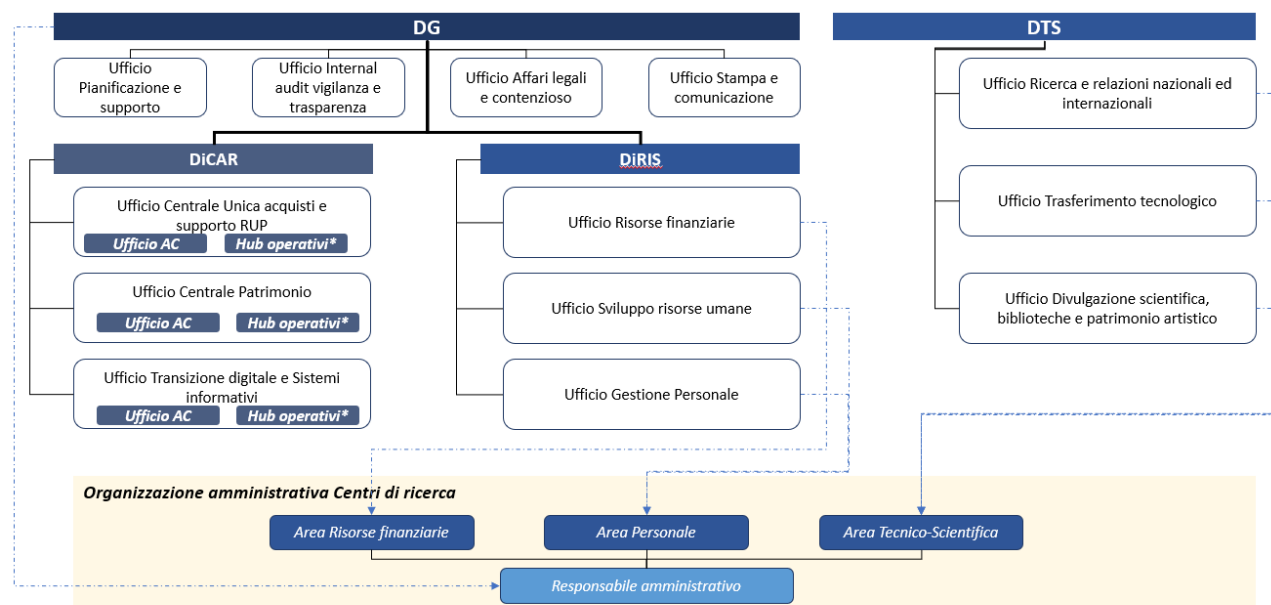 DG
DTS
Ufficio
Pianificazione e
supporto
Ufficio Internal
audit vigilanza e
trasparenza
Ufficio Affari legali
e contenzioso
Ufficio Stampa e
comunicazione
Ufficio Ricerca e relazioni nazionali ed
internazionali
Ufficio Trasferimento tecnologico
Ufficio Divulgazione scientifica,
biblioteche e patrimonio artistico
DiCAR
Ufficio Centrale Unica acquisti e
supporto RUP
Ufficio AC
Hub operativi*
Ufficio Centrale Patrimonio
Ufficio AC
Hub operativi*
Ufficio Transizione digitale e Sistemi
informativi
Ufficio AC
Hub operativi*
DiRIS
Ufficio Risorse finanziarie
Ufficio Sviluppo risorse umane
Ufficio Gestione Personale
Organizzazione amministrativa Centri di ricerca
Area Risorse finanziarie
Area Personale
Area Tecnico-Scientifica
Responsabile amministrativo